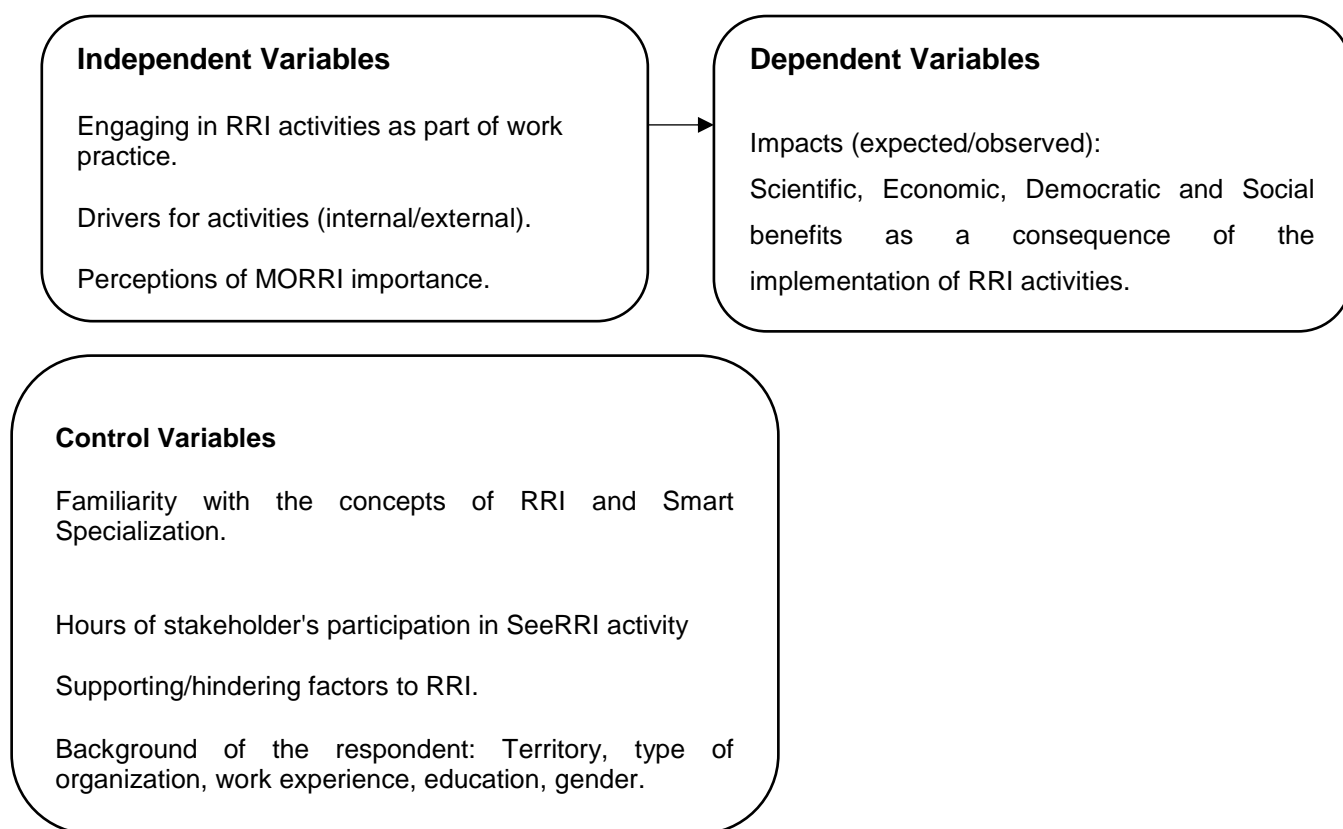 Independent Variables
Engaging in RRI activities as part of work
practice.
Drivers for activities (internal/external).
Perceptions of MORRI importance.
Dependent Variables
Impacts (expected/observed):
Scientific, Economic, Democratic and Social
benefits as a consequence of the
implementation of RRI activities.
Control Variables
Familiarity with the concepts of RRI and Smart
Specialization.
Hours of stakeholder's participation in SeeRRI activity
Supporting/hindering factors to RRI.
Background of the respondent: Territory, type of
organization, work experience, education, gender.